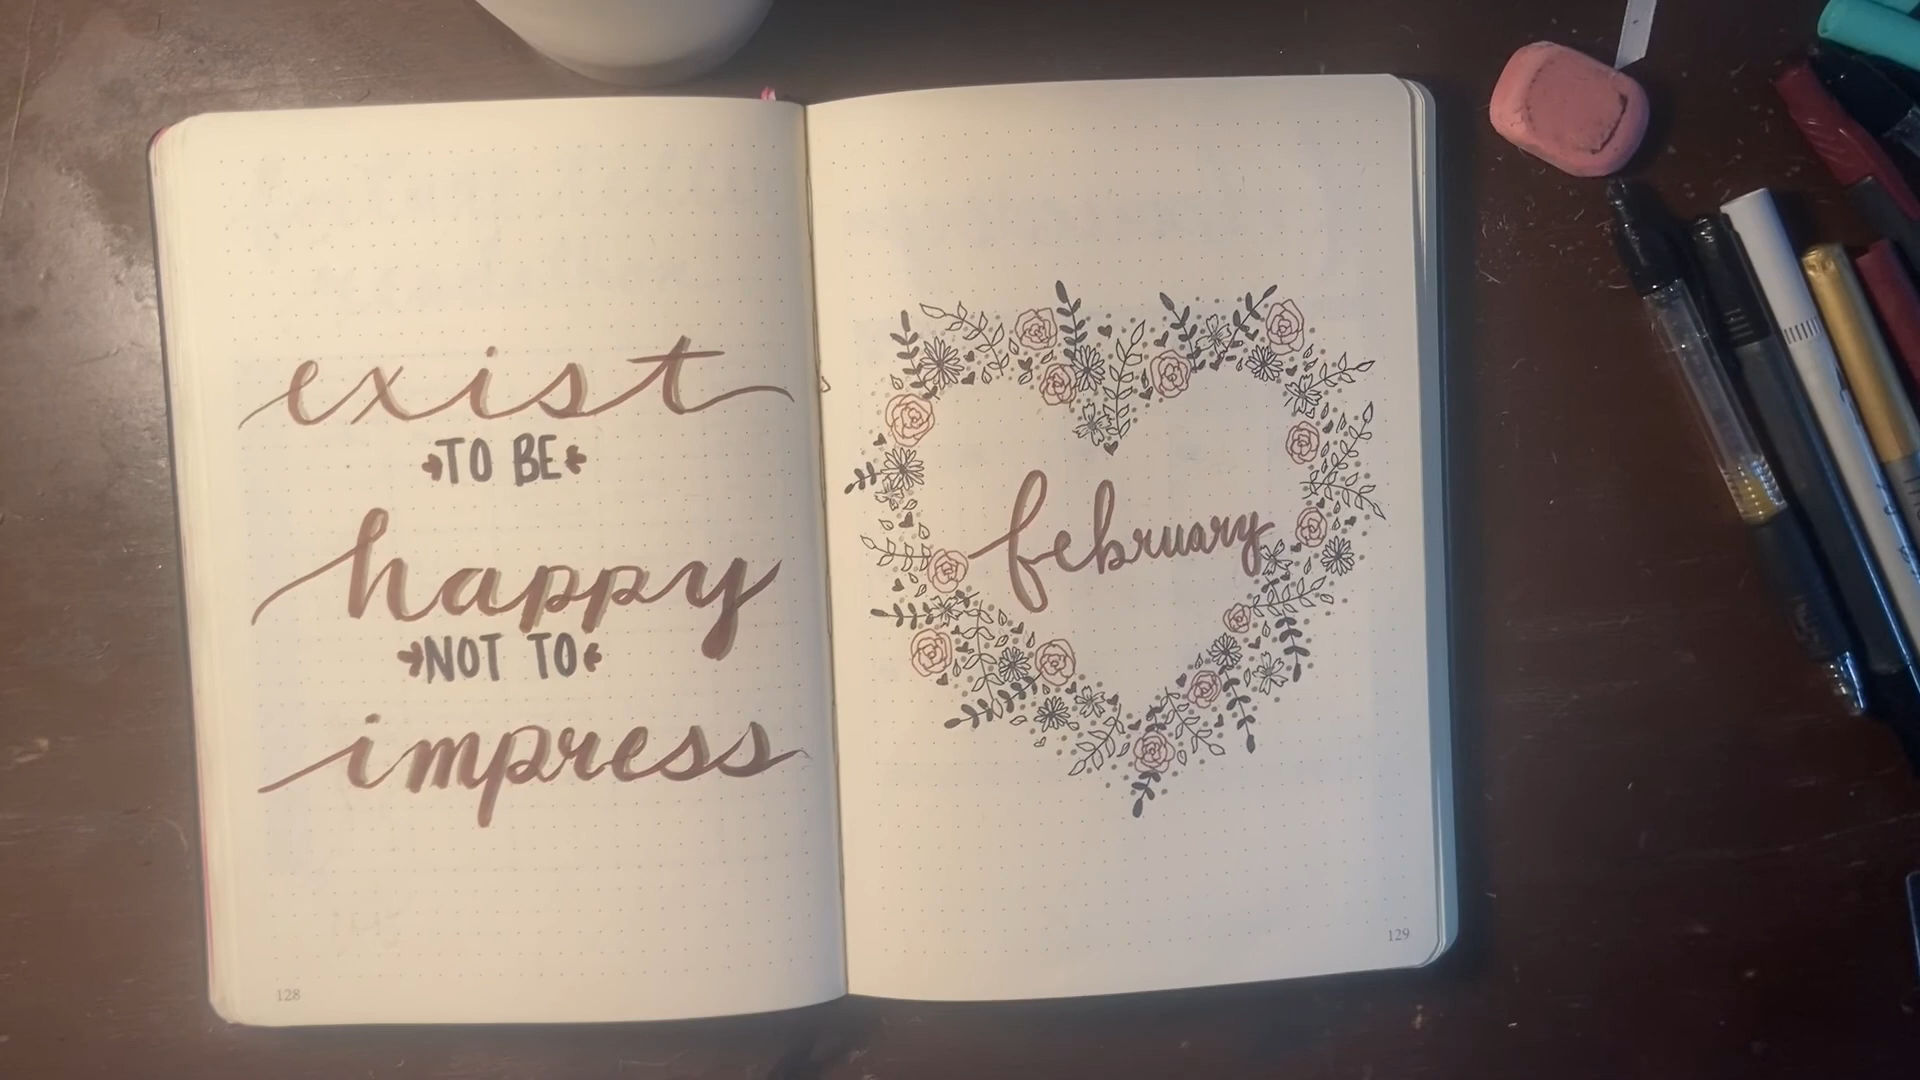 exist
TO BE
happy
NOT TO
impress
128
february
129